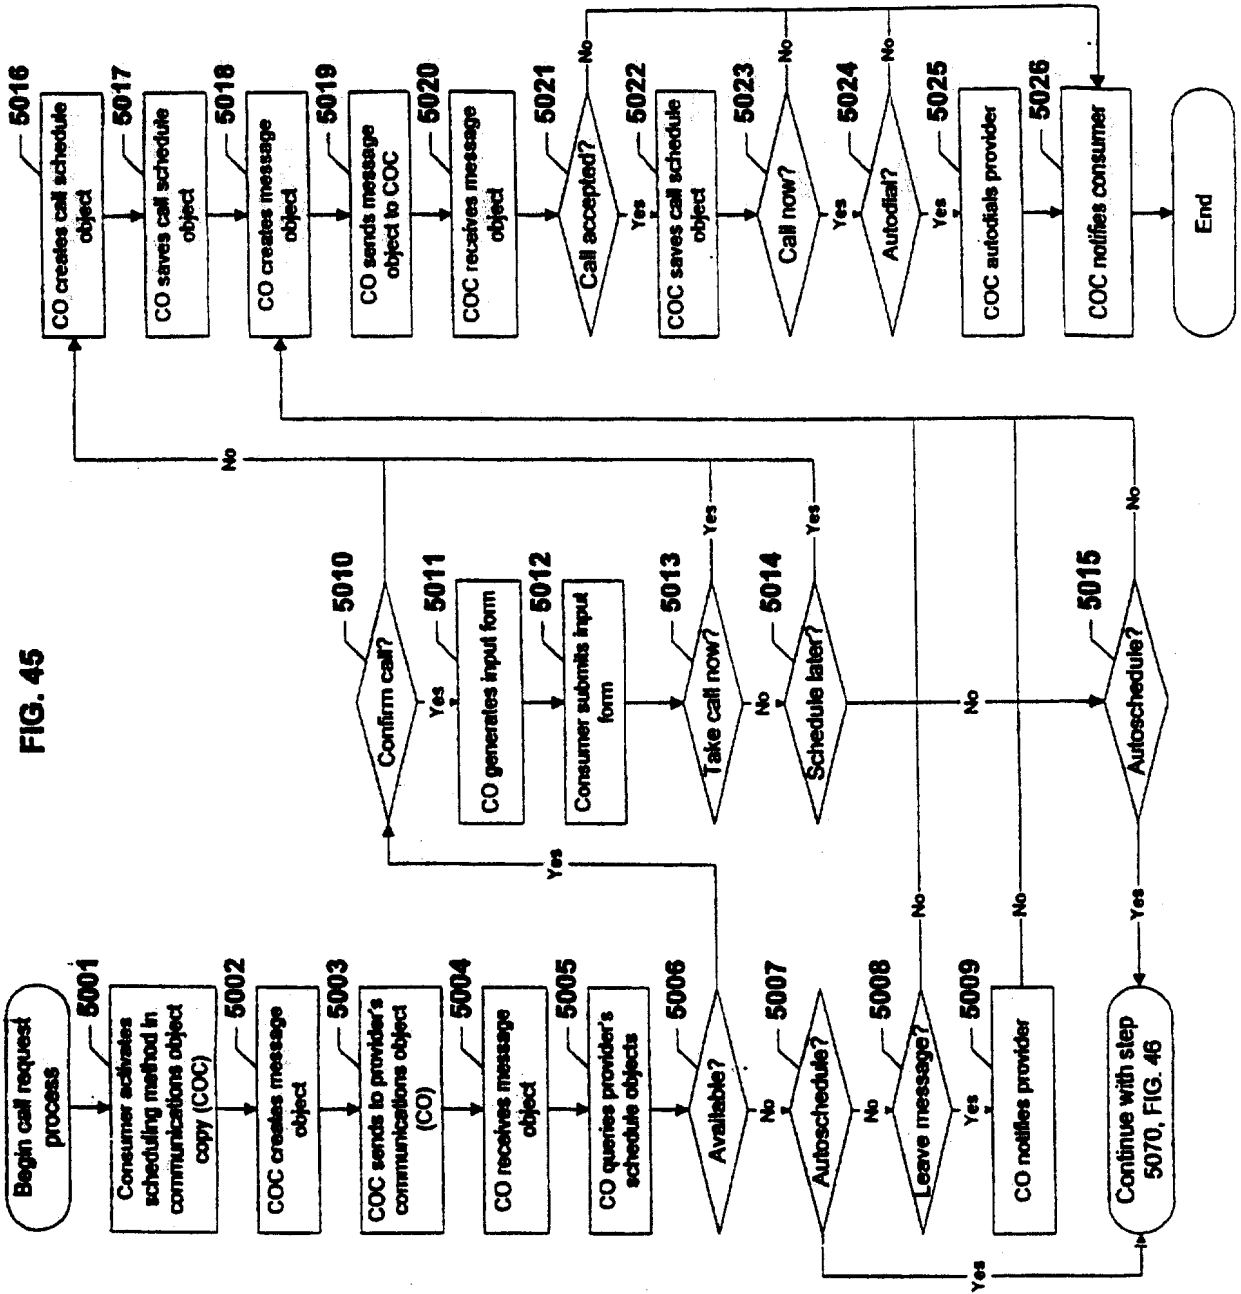 FIG. 45
Begin call request
process
5001
Consumer activates
scheduling method in
communications object
copy (COC)
5002
COC creates message
object
5003
COC sends to provider's
communications object
(CO)
5004
CO receives message
object
5005
CO queries provider's
schedule objects
5006
Available?
Yes
No
5007
Autoschedule?
Yes
No
5008
Leave message?
No
Yes
5009
CO notifies provider
No
Continue with step
5070, FIG. 46
5010
Confirm call?
No
Yes
5011
CO generates input form
5012
Consumer submits input
form
5013
Take call now?
Yes
No
5014
Schedule later?
Yes
No
5015
Autoschedule?
No
Yes
5016
CO creates call schedule
object
5017
CO saves call schedule
object
5018
CO creates message
object
5019
CO sends message
object to COC
5020
COC receives message
object
5021
Call accepted?
No
Yes
5022
COC saves call schedule
object
5023
Call now?
No
Yes
5024
Autodial?
No
Yes
5025
COC autodials provider
5026
COC notifies consumer
End